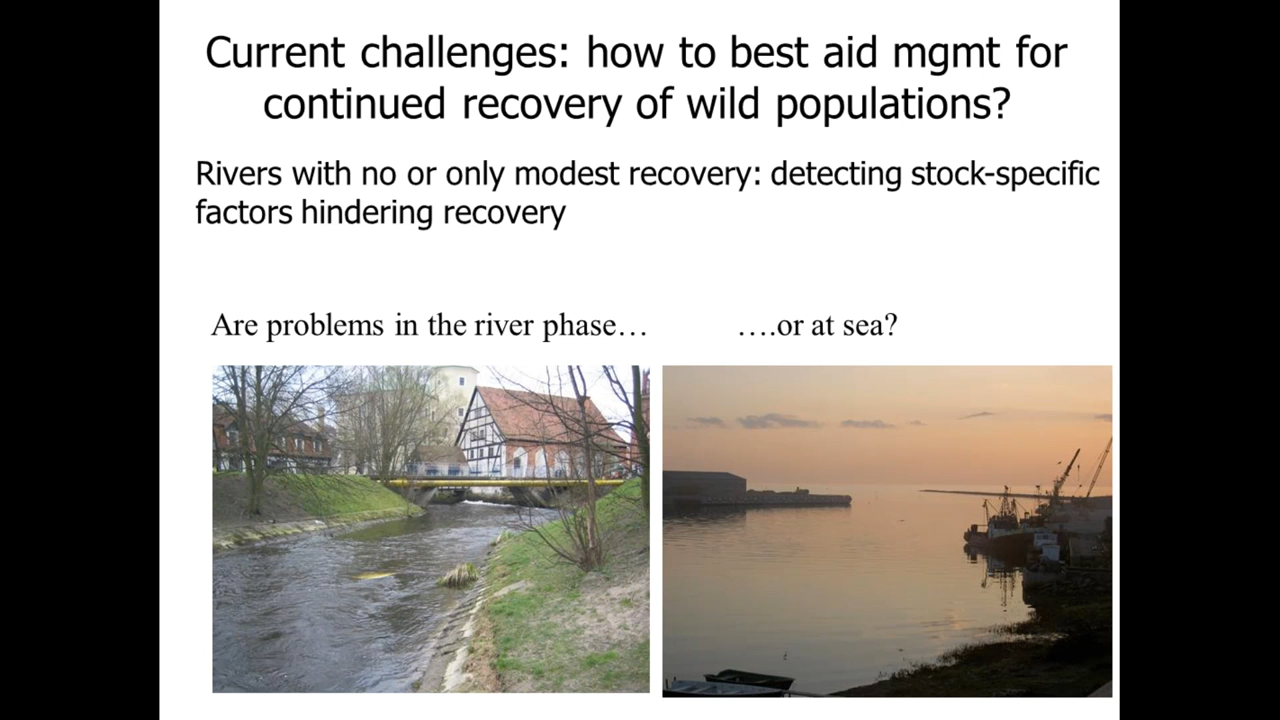 Current challenges: how to best aid mgmt for
continued recovery of wild populations?
Rivers with no or only modest recovery: detecting stock-specific
factors hindering recovery
Are problems in the river phase…
….or at sea?